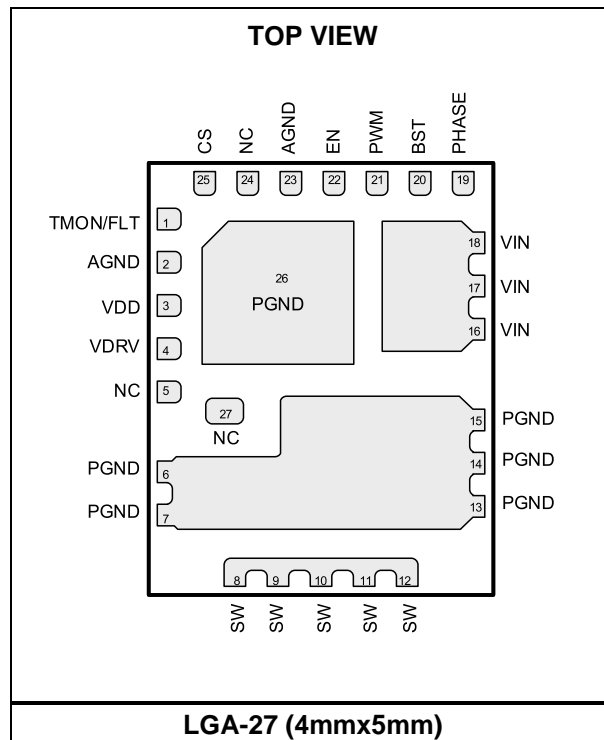 TOP VIEW
CS NC AGND EN PWM BST PHASE
25 24 23 22 21 20 19
TMON/FLT 1
AGND 2
VDD 3
VDRV 4
NC 5
26
PGND
18 VIN
17 VIN
16 VIN
27
NC
15 PGND
14 PGND
13 PGND
PGND 6
PGND 7
8 9 10 11 12
SW SW SW SW SW
LGA-27 (4mmx5mm)